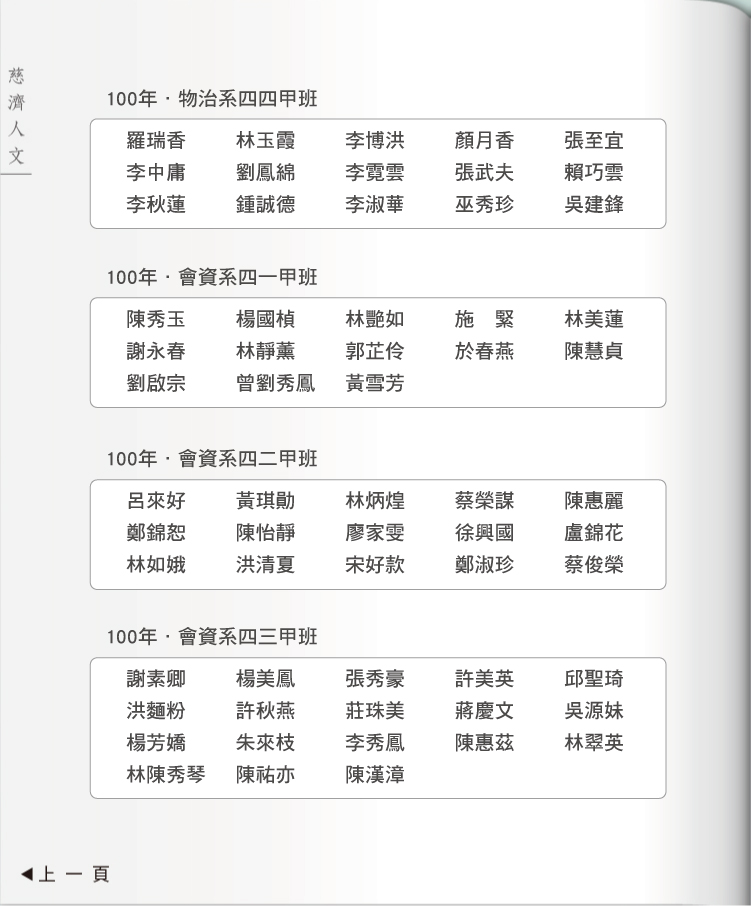 慈濟人文
100年·物治系四四甲班
羅瑞香 林玉霞 李博洪 顏月香 張至宜
李中庸 劉鳳綿 李霓雲 張武夫 賴巧雲
李秋蓮 鍾誠德 李淑華 巫秀珍 吳建鋒
100年·會資系四一甲班
陳秀玉 楊國楨 林艷如 施 緊 林美蓮
謝永春 林靜薰 郭芷伶 於春燕 陳慧貞
劉啟宗 曾劉秀鳳 黃雪芳
100年·會資系四二甲班
呂來好 黃琪勛 林炳煌 蔡榮謀 陳惠麗
鄭錦恕 陳怡靜 廖家雯 徐興國 盧錦花
林如娥 洪清夏 宋好款 鄭淑珍 蔡俊榮
100年·會資系四三甲班
謝素卿 楊美鳳 張秀豪 許美英 邱聖琦
洪麵粉 許秋燕 莊珠美 蔣慶文 吳源妹
楊芳嬌 朱來枝 李秀鳳 陳惠茲 林翠英
林陳秀琴 陳祐亦 陳漢漳
◀上一頁